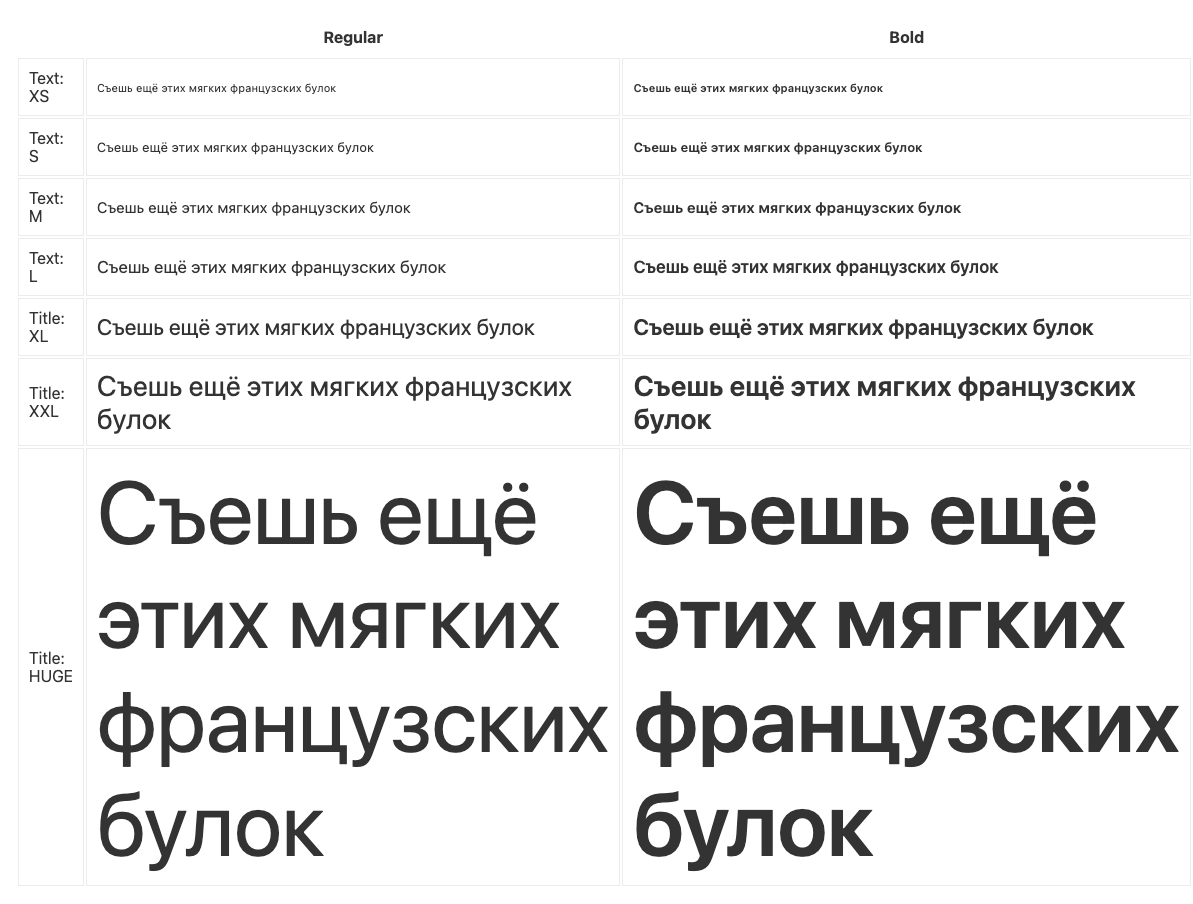 Regular Bold
Text:
XS
Съешь ещё этих мягких французских булок
Съешь ещё этих мягких французских булок
Text:
S
Съешь ещё этих мягких французских булок
Съешь ещё этих мягких французских булок
Text:
M
Съешь ещё этих мягких французских булок
Съешь ещё этих мягких французских булок
Text:
L
Съешь ещё этих мягких французских булок
Съешь ещё этих мягких французских булок
Title:
XL
Съешь ещё этих мягких французских булок
Съешь ещё этих мягких французских булок
Title:
XXL
Съешь ещё этих мягких французских
булок
Съешь ещё этих мягких французских
булок
Title:
HUGE
Съешь ещё
этих мягких
французских
булок
Съешь ещё
этих мягких
французских
булок